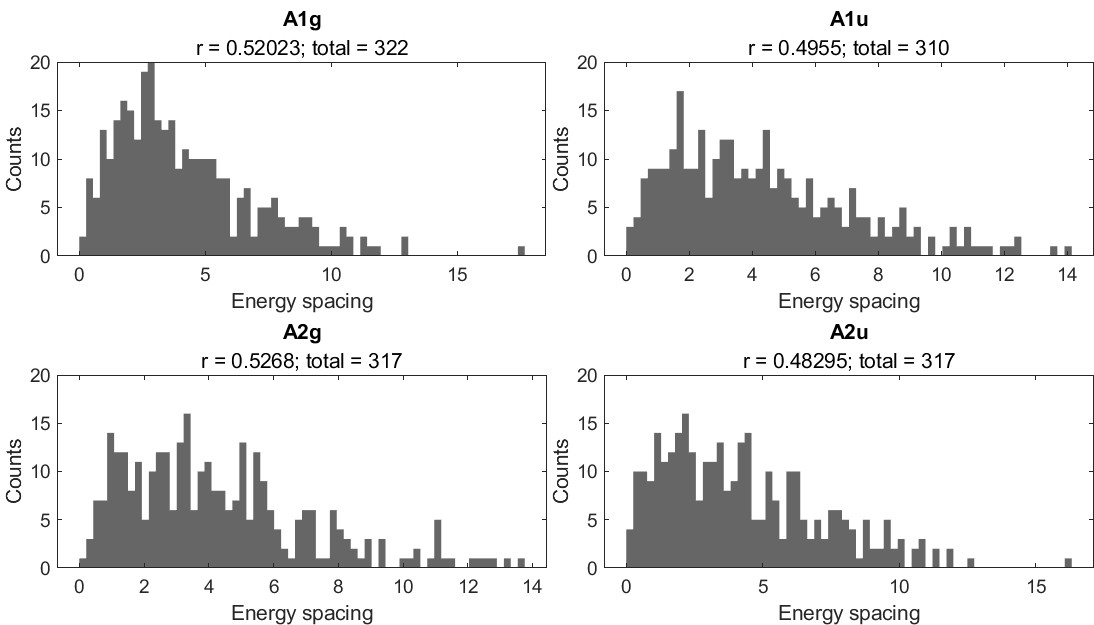 A1g
r = 0.52023; total = 322
20
15
10
5
0
Counts
0 5 10 15
Energy spacing
A1u
r = 0.4955; total = 310
20
15
10
5
0
Counts
0 2 4 6 8 10 12 14
Energy spacing
A2g
r = 0.5268; total = 317
20
15
10
5
0
Counts
0 2 4 6 8 10 12 14
Energy spacing
A2u
r = 0.48295; total = 317
20
15
10
5
0
Counts
0 5 10 15
Energy spacing